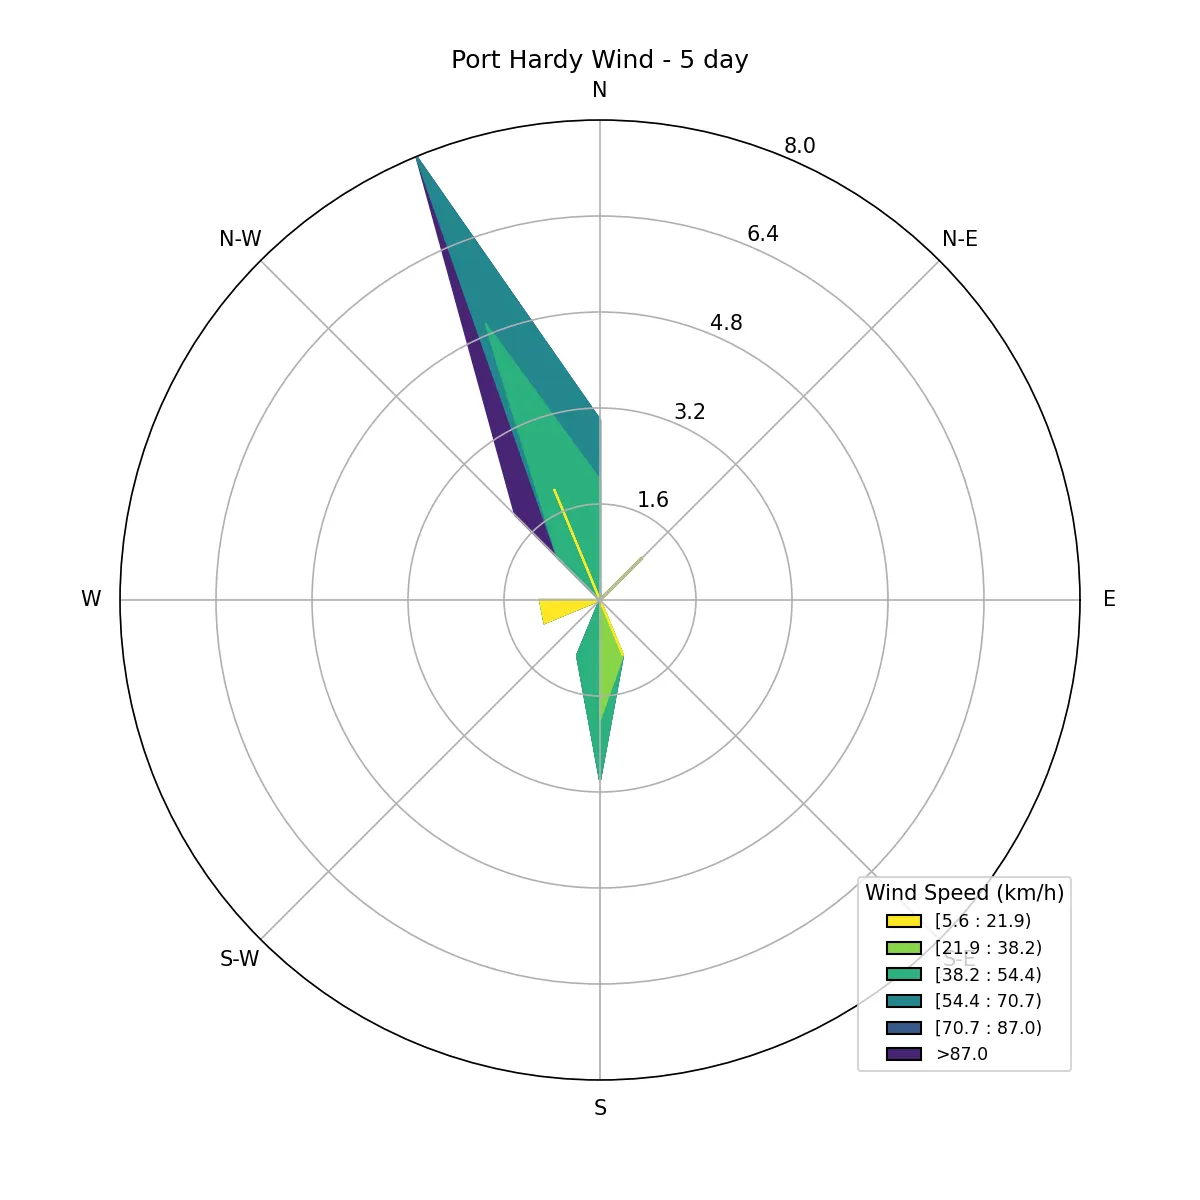 Port Hardy Wind - 5 day
N
8.0
N-W
N-E
6.4
4.8
3.2
1.6
W
E
S-W
S-E
Wind Speed (km/h)
[5.6 : 21.9)
[21.9 : 38.2)
[38.2 : 54.4)
[54.4 : 70.7)
[70.7 : 87.0)
>87.0
S